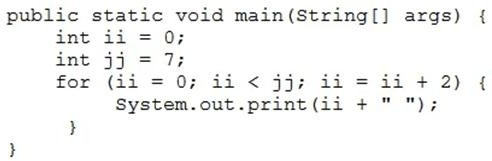 public static void main(String[] args) {
    int ii = 0;
    int jj = 7;
    for (ii = 0; ii < jj; ii = ii + 2) {
        System.out.print(ii + " ");
    }
}